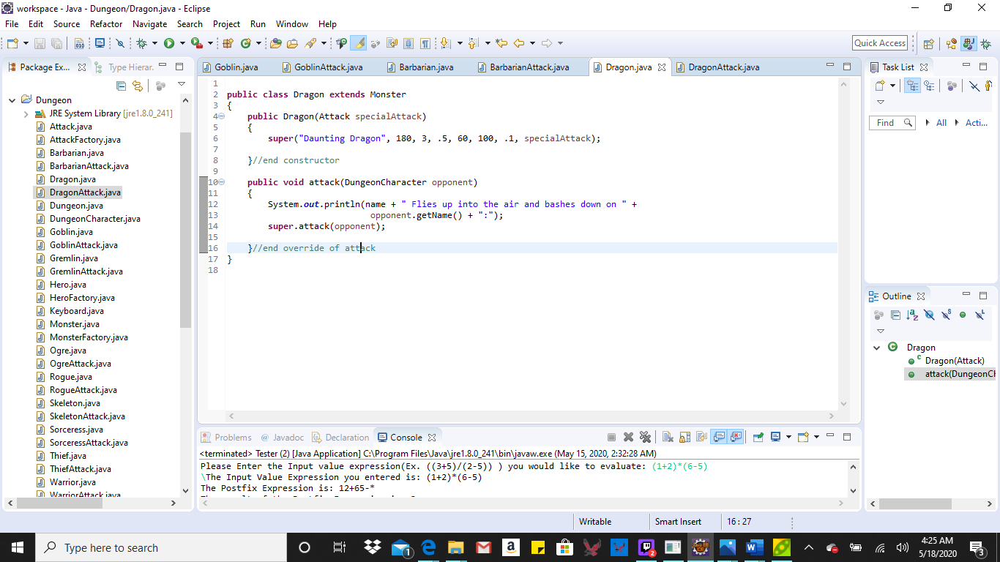 workspace - Java - Dungeon/Dragon.java - Eclipse
File Edit Source Refactor Navigate Search Project Run Window Help
Quick Access
Package Ex... Type Hierar.
Dungeon
JRE System Library [jre1.8.0_241]
Attack.java
AttackFactory.java
Barbarian.java
BarbarianAttack.java
Dragon.java
DragonAttack.java
Dungeon.java
DungeonCharacter.java
Goblin.java
GoblinAttack.java
Gremlin.java
GremlinAttack.java
Hero.java
HeroFactory.java
Keyboard.java
Monster.java
MonsterFactory.java
Ogre.java
OgreAttack.java
Rogue.java
RogueAttack.java
Skeleton.java
SkeletonAttack.java
Sorceress.java
SorceressAttack.java
Thief.java
ThiefAttack.java
Warrior.java
WarriorAttack.java
Goblin.java GoblinAttack.java Barbarian.java BarbarianAttack.java Dragon.java DragonAttack.java
1
2 public class Dragon extends Monster
3 {
4 public Dragon(Attack specialAttack)
5 {
6 super("Daunting Dragon", 180, 3, .5, 60, 100, .1, specialAttack);
7
8 }//end constructor
9
10 public void attack(DungeonCharacter opponent)
11 {
12 System.out.println(name + " Flies up into the air and bashes down on " +
13 opponent.getName() + ":");
14 super.attack(opponent);
15
16 }//end override of attack
17 }
18
Problems Javadoc Declaration Console
<terminated> Tester (2) [Java Application] C:\Program Files\Java\jre1.8.0_241\bin\javaw.exe (May 15, 2020, 2:32:28 AM)
Please Enter the Input value expression(Ex. ((3+5)/(2-5)) ) you would like to evaluate: (1+2)*(6-5)
\The Input Value Expression you entered is: (1+2)*(6-5)
The Postfix Expression is: 12+65-*
Task List
Find All Acti...
Outline
Dragon
Dragon(Attack)
attack(DungeonCh
Writable Smart Insert 16 : 27
Type here to search
1
2
4:25 AM
5/18/2020
3